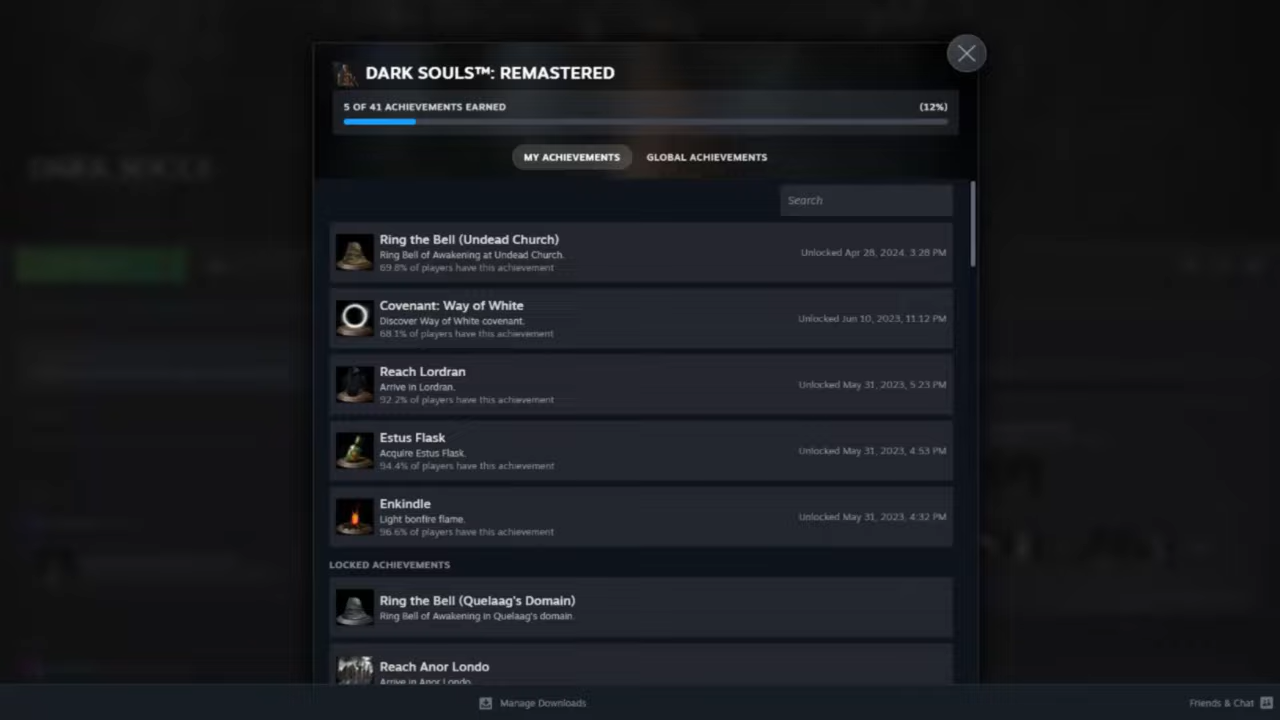 DARK SOULS™: REMASTERED
5 OF 41 ACHIEVEMENTS EARNED (12%)
MY ACHIEVEMENTS GLOBAL ACHIEVEMENTS
Search
Ring the Bell (Undead Church)
Ring Bell of Awakening at Undead Church.
69.8% of players have this achievement
Unlocked Apr 28, 2024, 3:28 PM
Covenant: Way of White
Discover Way of White covenant.
68.1% of players have this achievement
Unlocked Jun 10, 2023, 11:12 PM
Reach Lordran
Arrive in Lordran.
92.2% of players have this achievement
Unlocked May 31, 2023, 5:23 PM
Estus Flask
Acquire Estus Flask.
94.4% of players have this achievement
Unlocked May 31, 2023, 4:53 PM
Enkindle
Light bonfire flame.
96.6% of players have this achievement
Unlocked May 31, 2023, 4:32 PM
LOCKED ACHIEVEMENTS
Ring the Bell (Quelaag's Domain)
Ring Bell of Awakening in Quelaag's domain.
Reach Anor Londo
Arrive in Anor Londo.
Manage Downloads
Friends & Chat